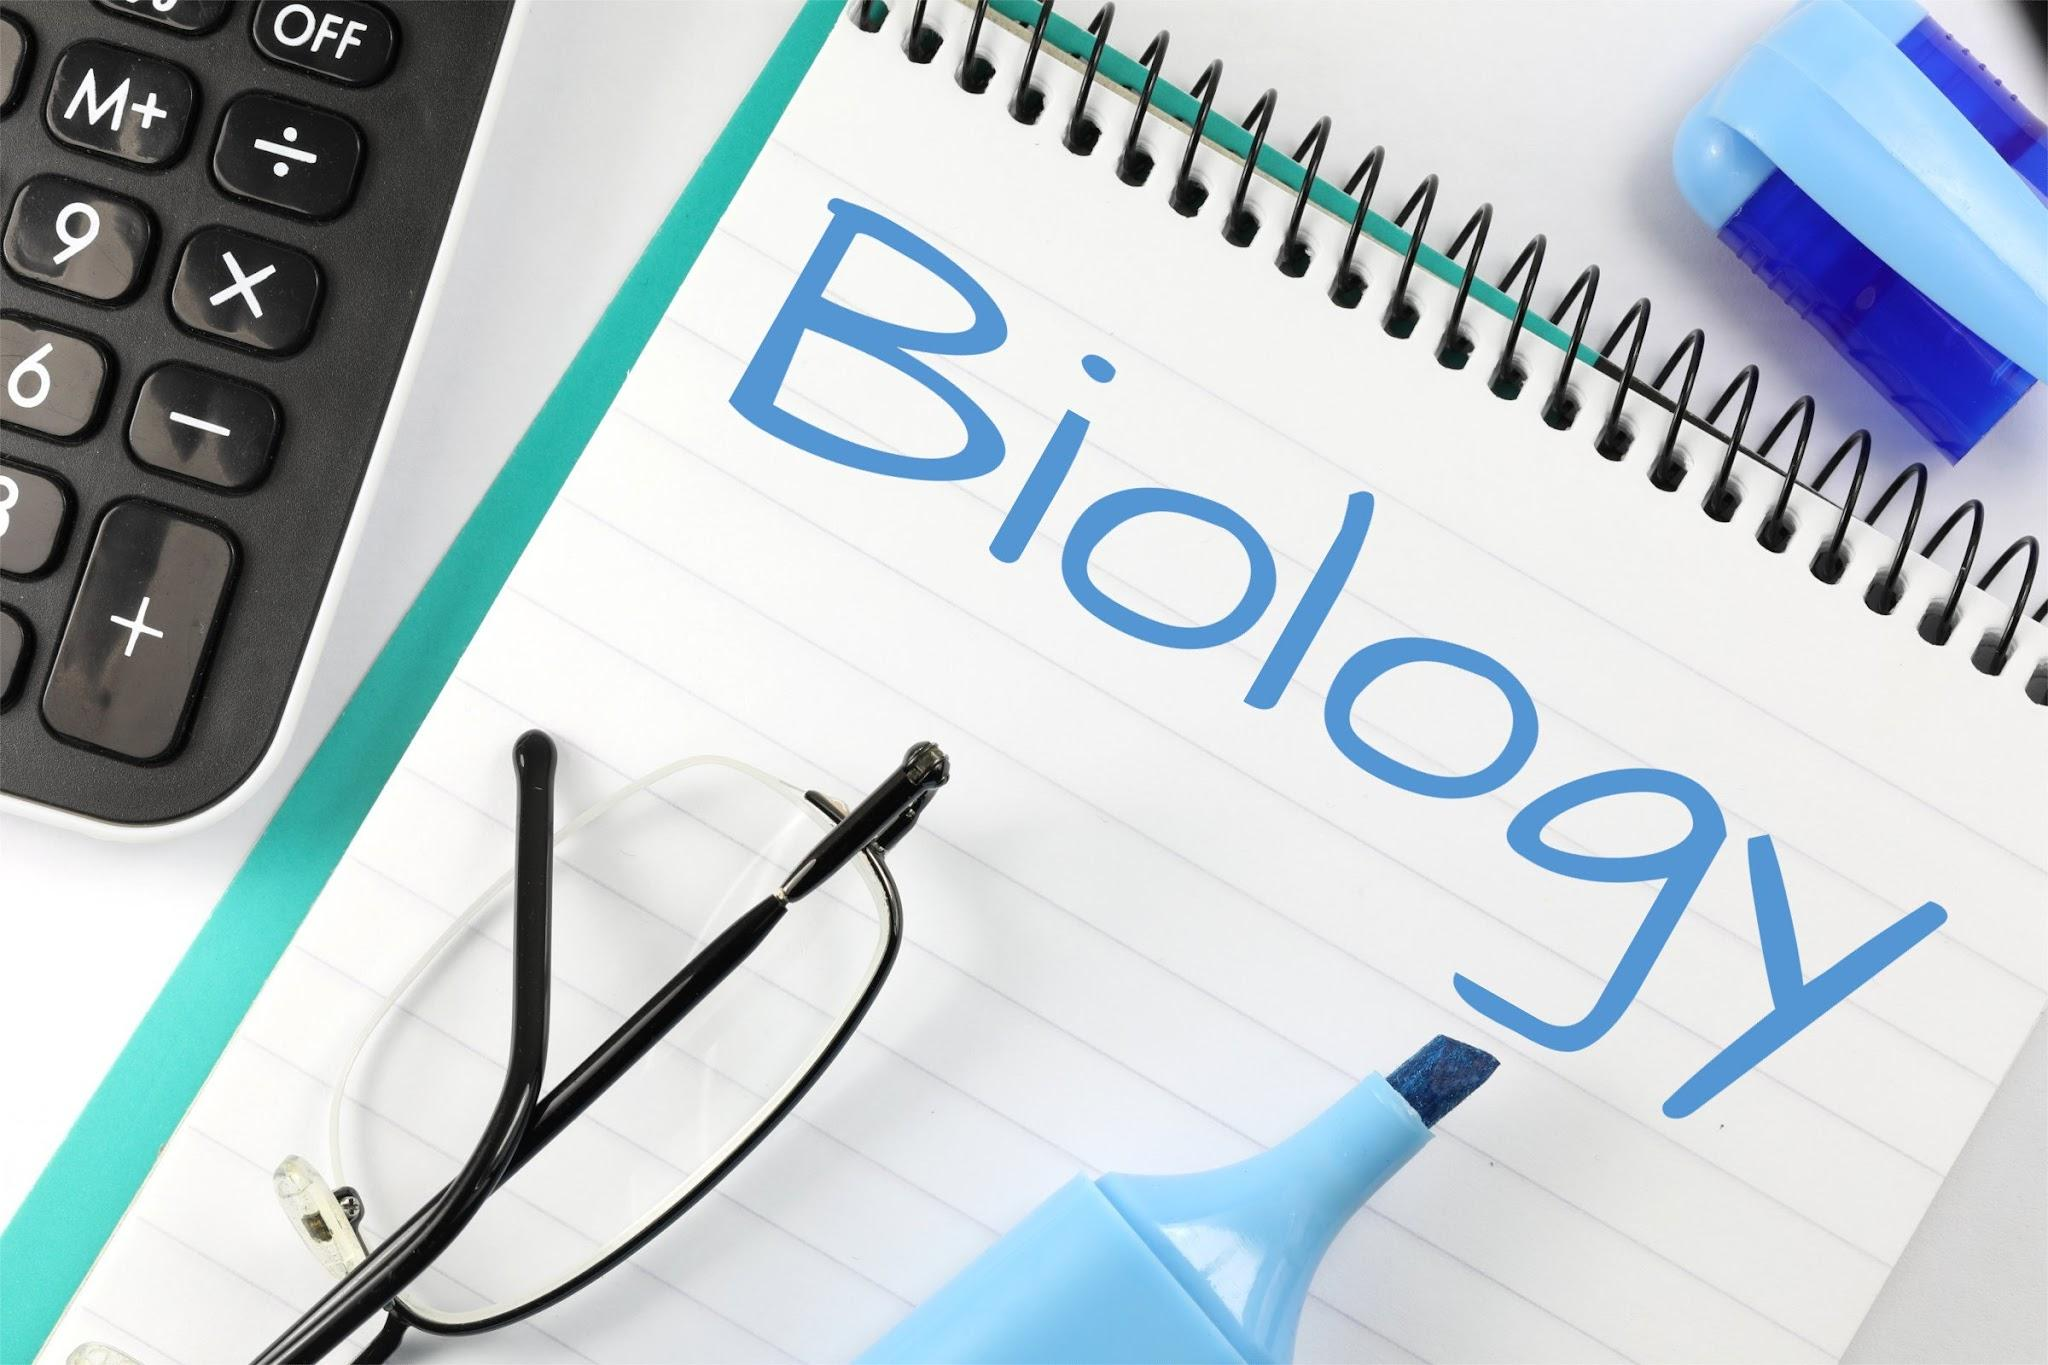 OFF
M+ ÷
9 ×
6 −
+
Biology